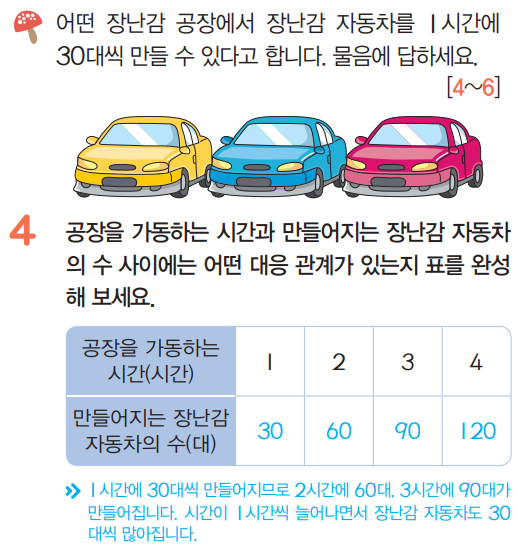 어떤 장난감 공장에서 장난감 자동차를 1시간에
30대씩 만들 수 있다고 합니다. 물음에 답하세요.
[4~6]
4 공장을 가동하는 시간과 만들어지는 장난감 자동차
의 수 사이에는 어떤 대응 관계가 있는지 표를 완성
해 보세요.
공장을 가동하는
시간(시간) 1 2 3 4
만들어지는 장난감
자동차의 수(대) 30 60 90 120
1시간에 30대씩 만들어지므로 2시간에 60대, 3시간에 90대가
만들어집니다. 시간이 1시간씩 늘어나면서 장난감 자동차도 30
대씩 많아집니다.